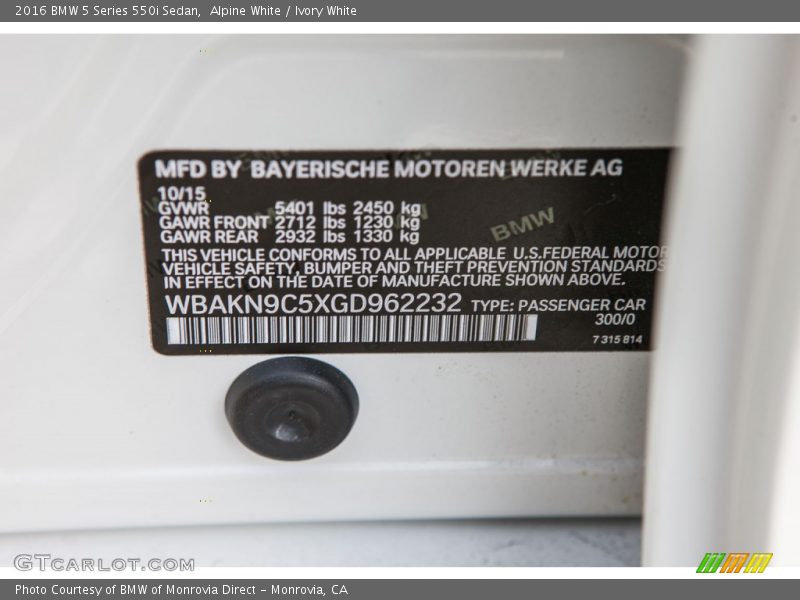 2016 BMW 5 Series 550i Sedan,  Alpine White / Ivory White
MFD BY BAYERISCHE MOTOREN WERKE AG
10/15
GVWR 5401 lbs 2450 kg
GAWR FRONT 2712 lbs 1230 kg
GAWR REAR 2932 lbs 1330 kg
BMW
THIS VEHICLE CONFORMS TO ALL APPLICABLE U.S.FEDERAL MOTOR
VEHICLE SAFETY, BUMPER AND THEFT PREVENTION STANDARDS
IN EFFECT ON THE DATE OF MANUFACTURE SHOWN ABOVE.
WBAKN9C5XGD962232 TYPE: PASSENGER CAR
300/0
7 315 814
GTCARLOT.COM
Photo Courtesy of BMW of Monrovia Direct - Monrovia, CA